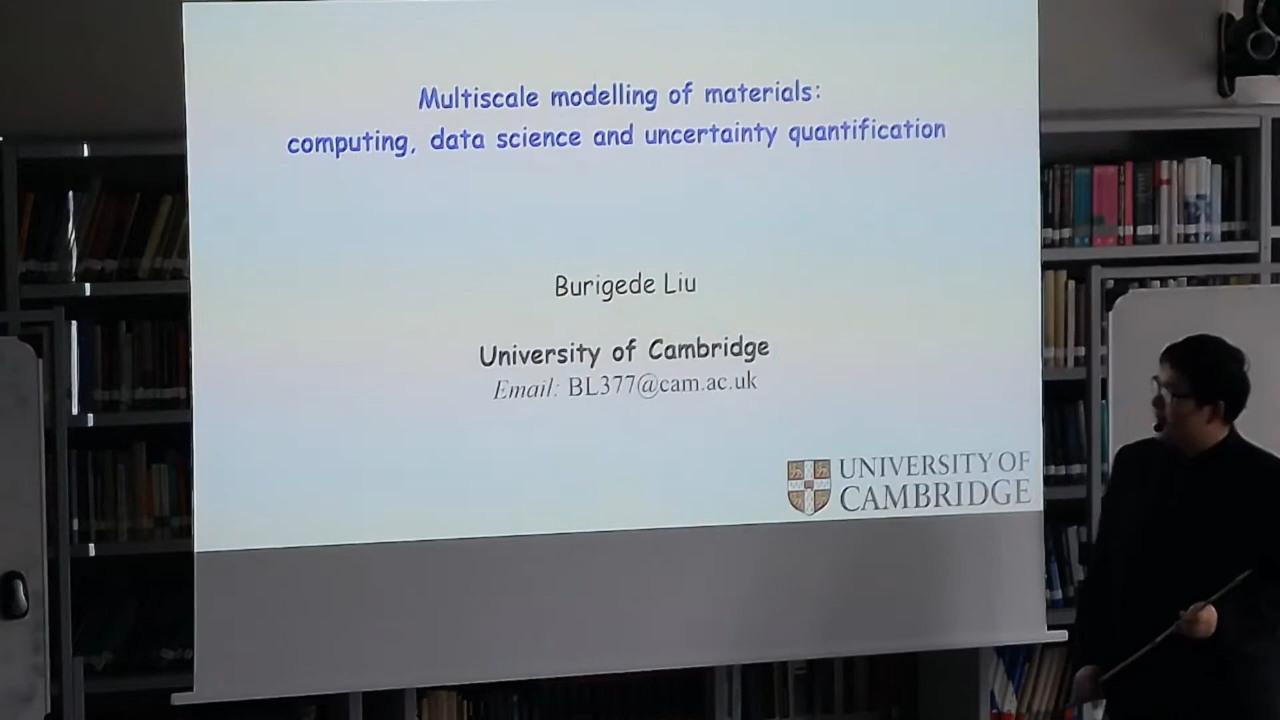 Multiscale modelling of materials:
computing, data science and uncertainty quantification
Burigede Liu
University of Cambridge
Email: BL377@cam.ac.uk
UNIVERSITY OF
CAMBRIDGE